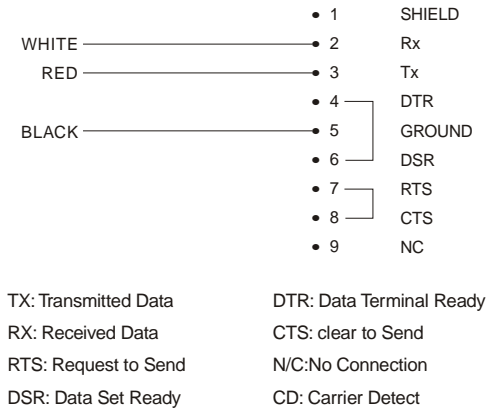 1 SHIELD
WHITE 2 Rx
RED 3 Tx
4 DTR
BLACK 5 GROUND
6 DSR
7 RTS
8 CTS
9 NC
TX: Transmitted Data DTR: Data Terminal Ready
RX: Received Data CTS: clear to Send
RTS: Request to Send N/C:No Connection
DSR: Data Set Ready CD: Carrier Detect